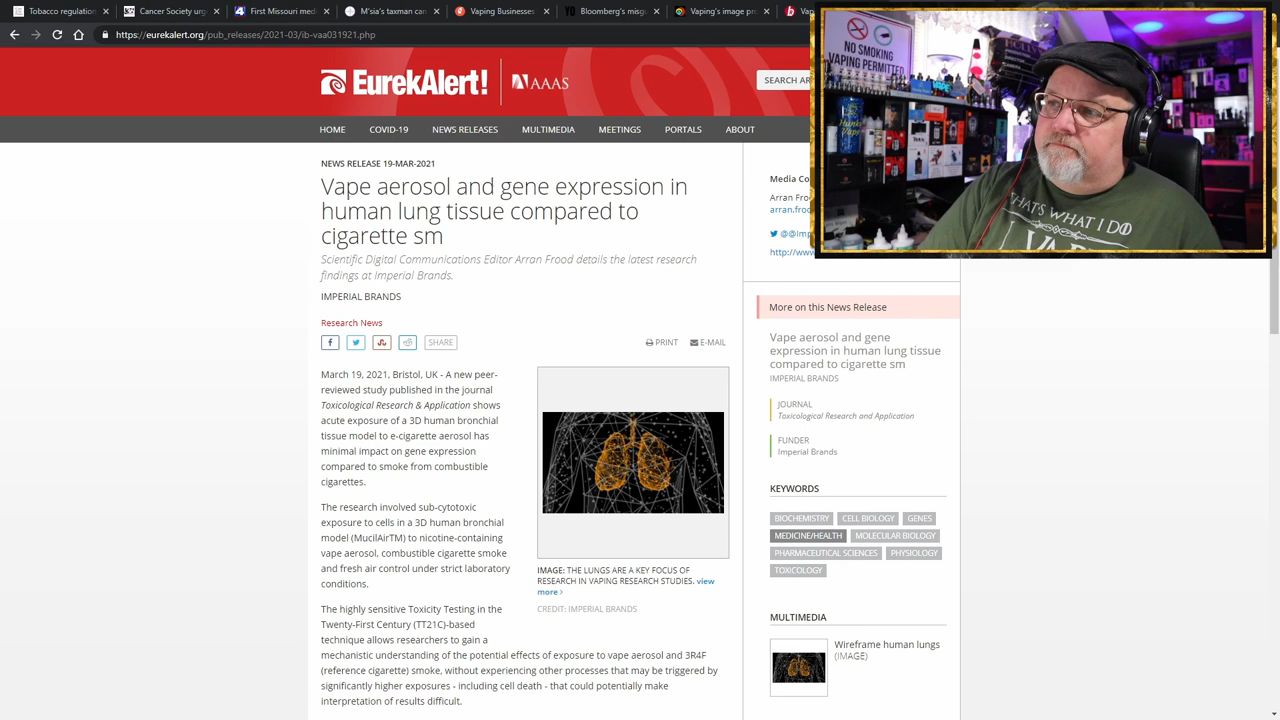 Tobacco regulation
Cancer Society of
First Missouri me
M'sia's tobaman car
Vaping Businesses
Bloomberg's misg
Vaping's image pr
Vap
https://eurekalert.org/pub_releases/
NO SMOKING
VAPING PERMITTED
EurekAlert!
AAAS
SEARCH AR
HOME
COVID-19
NEWS RELEASES
MULTIMEDIA
MEETINGS
PORTALS
ABOUT
NEWS RELEASE 19-MAR-2021
Vape aerosol and gene expression in
human lung tissue compared to
cigarette sm
Scientific Digital Communications Editor Arran Frood details the latest research
findings at Imperial Brands.
IMPERIAL BRANDS
Research News
SHARE
PRINT
E-MAIL
March 19, 2021, Bristol, UK - A new peer-
reviewed study published in the journal
Toxicological Research & Application shows
acute exposure of a 3D human bronchial
tissue model to e-cigarette aerosol has
minimal impact on gene expression
compared to smoke from combustible
cigarettes.
The research involved sub-cytotoxic
exposure to cells in a 3D human bronchial
model (MucilAirTM) to nicotine-containing
vape aerosol, combustible cigarette smoke
and fresh air control under strict laboratory
conditions.
The highly sensitive Toxicity Testing in the
Twenty-First Century (TT21C)-based
technique allows researchers to gain a
mechanistic understanding of the potential effects of exposure to vape aerosol and 3R4F
(reference cigarette) smoke, without experiencing other processes that may be triggered by
significantly higher exposures - including cell death - that could potentially make
interpretation of results difficult.
IMAGE: THE LUNGS ARE A KEY FOCUS OF
RESEARCH IN VAPING RESEARCH STUDIES. view
more ›
CREDIT: IMPERIAL BRANDS
Media Co
Arran Fro
arran.froo
@@Imp
http://www
More on this News Release
Vape aerosol and gene
expression in human lung tissue
compared to cigarette sm
IMPERIAL BRANDS
JOURNAL
Toxicological Research and Application
FUNDER
Imperial Brands
KEYWORDS
BIOCHEMISTRY CELL BIOLOGY GENES
MEDICINE/HEALTH MOLECULAR BIOLOGY
PHARMACEUTICAL SCIENCES PHYSIOLOGY
TOXICOLOGY
MULTIMEDIA
Wireframe human lungs
(IMAGE)
THAT'S WHAT I DO
I VAPE